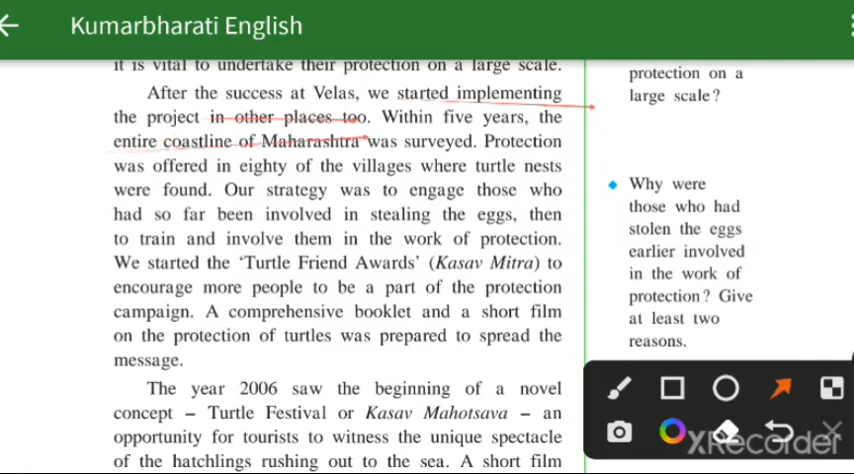 Kumarbharati English
it is vital to undertake their protection on a large scale.
After the success at Velas, we started implementing
the project in other places too. Within five years, the
entire coastline of Maharashtra was surveyed. Protection
was offered in eighty of the villages where turtle nests
were found. Our strategy was to engage those who
had so far been involved in stealing the eggs, then
to train and involve them in the work of protection.
We started the ‘Turtle Friend Awards’ (Kasav Mitra) to
encourage more people to be a part of the protection
campaign. A comprehensive booklet and a short film
on the protection of turtles was prepared to spread the
message.
The year 2006 saw the beginning of a novel
concept – Turtle Festival or Kasav Mahotsava – an
opportunity for tourists to witness the unique spectacle
of the hatchlings rushing out to the sea. A short film
protection on a
large scale?
Why were
those who had
stolen the eggs
earlier involved
in the work of
protection? Give
at least two
reasons.
XRecorder